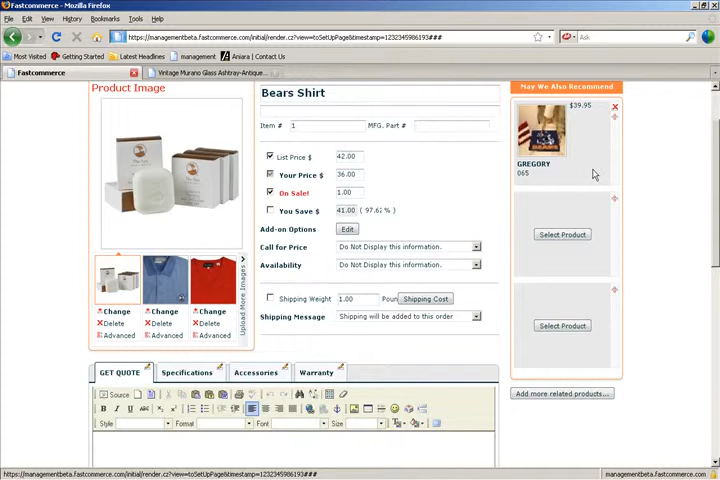 Fastcommerce - Mozilla Firefox
File Edit View History Bookmarks Tools Help
https://managementbeta.fastcommerce.com/initial/render.cz?view=toSetUpPage&timestamp=1232345986193###
Ask
Most Visited Getting Started Latest Headlines management Aniara | Contact Us
Fastcommerce Vintage Murano Glass Ashtray-Antique...
Product Image
Bears Shirt
May We Also Recommend
$39.95
Item # 1 MFG. Part #
List Price $ 42.00
Your Price $ 36.00
GREGORY
065
On Sale! 1.00
You Save $ 41.00 ( 97.62 % )
Add-on Options Edit
Select Product
Call for Price Do Not Display this information.
Availability Do Not Display this information.
Upload More Images
Shipping Weight 1.00 Poun Shipping Cost
Shipping Message Shipping will be added to this order
Change Change Change
Delete Delete Delete
Advanced Advanced Advanced
Select Product
GET QUOTE Specifications Accessories Warranty
Add more related products...
Source
B I U ABC
Style Format Font Size
https://managementbeta.fastcommerce.com/initial/render.cz?view=toSetUpPage&timestamp=1232345986193###
managementbeta.fastcommerce.com